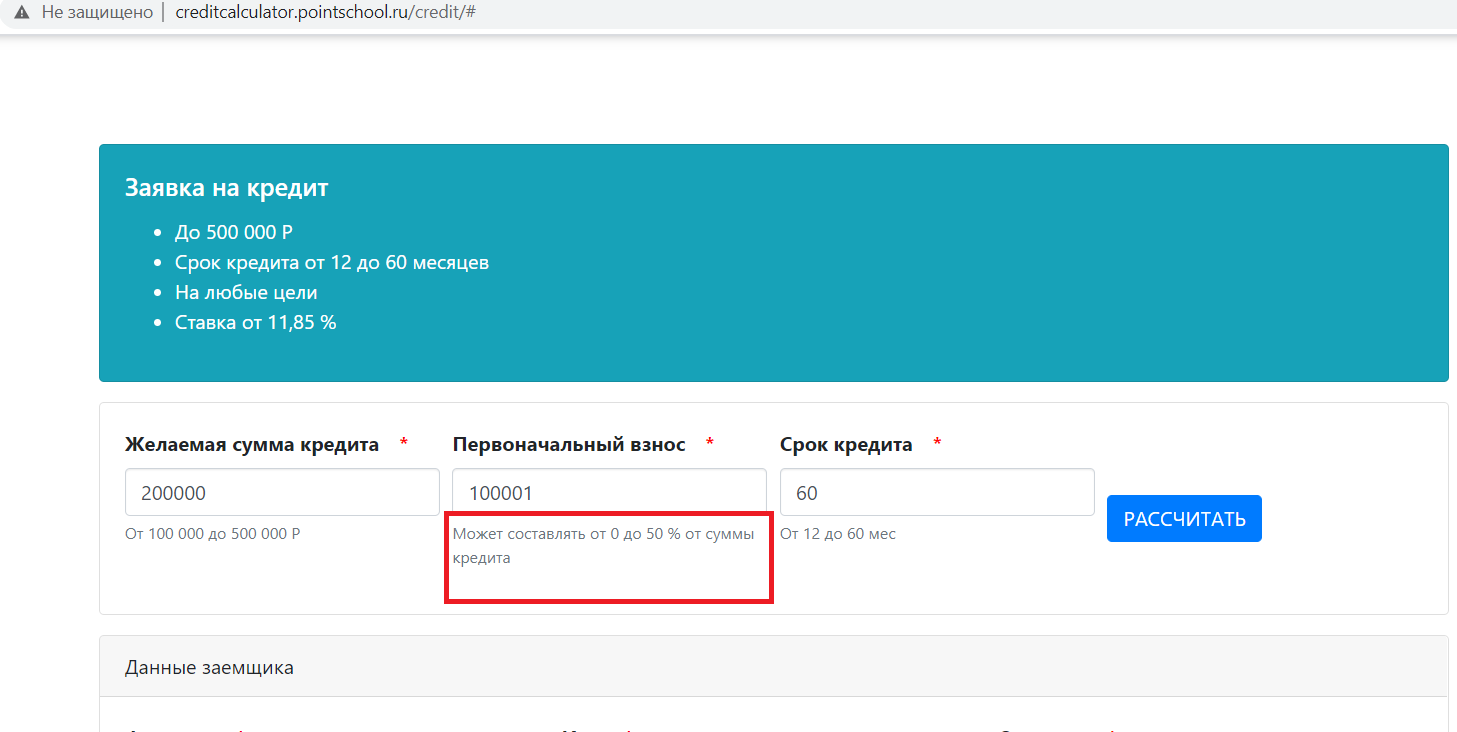 Не защищено
creditcalculator.pointschool.ru/credit/#
Заявка на кредит
До 500 000 Р
Срок кредита от 12 до 60 месяцев
На любые цели
Ставка от 11,85 %
Желаемая сумма кредита * Первоначальный взнос * Срок кредита *
200000 100001 60
РАССЧИТАТЬ
От 100 000 до 500 000 Р
Может составлять от 0 до 50 % от суммы
кредита
От 12 до 60 мес
Данные заемщика